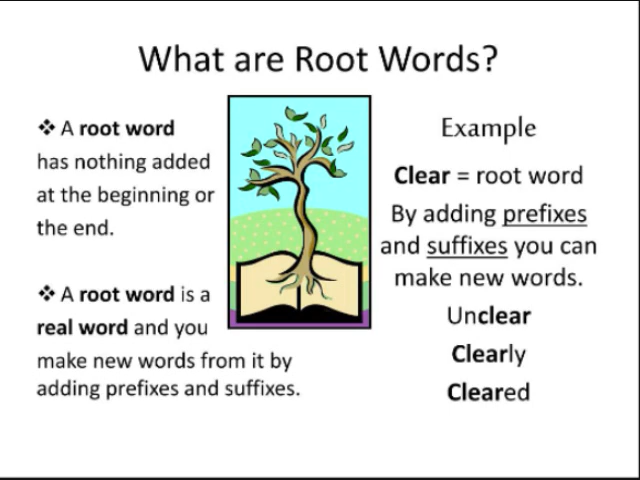 What are Root Words?
❖ A root word
has nothing added
at the beginning or
the end.
❖ A root word is a
real word and you
make new words from it by
adding prefixes and suffixes.
Example
Clear = root word
By adding prefixes
and suffixes you can
make new words.
Unclear
Clearly
Cleared